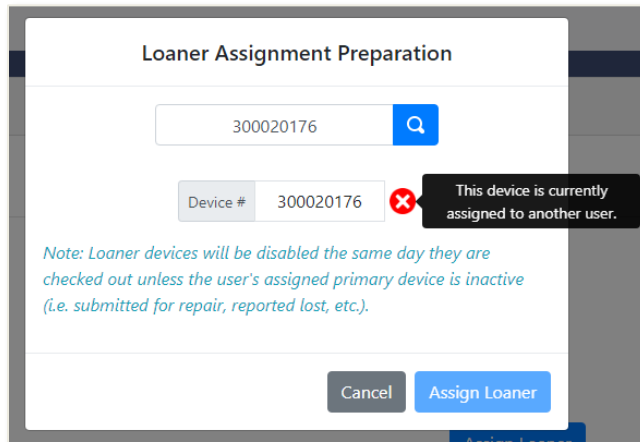 Loaner Assignment Preparation
300020176
Device # 300020176
This device is currently
assigned to another user.
Note: Loaner devices will be disabled the same day they are
checked out unless the user's assigned primary device is inactive
(i.e. submitted for repair, reported lost, etc.).
Cancel Assign Loaner
Assign Loaner